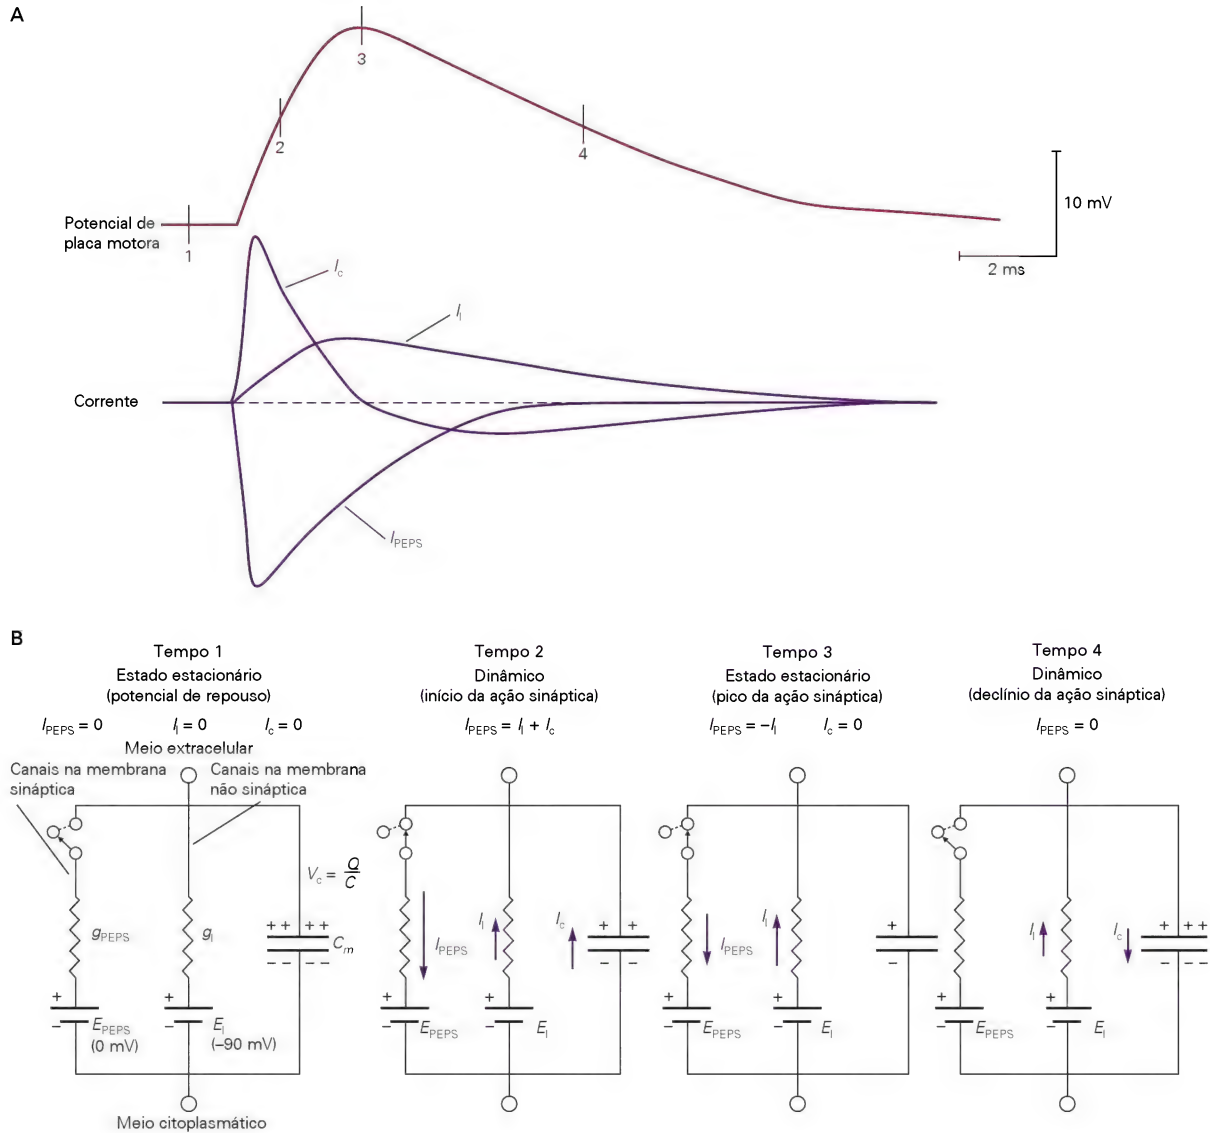 A
3
2
4
Potencial de
placa motora
1
10 mV
2 ms
Ic
Il
Corrente
IPEPS
B
Tempo 1
Estado estacionário
(potencial de repouso)
IPEPS = 0
Il = 0
Ic = 0
Meio extracelular
Canais na membrana
sináptica
Canais na membrana
não sináptica
Vc = Q
C
gPEPS
gl
+ + + +
Cm
– – – –
+
–
EPEPS
(0 mV)
+
–
El
(–90 mV)
Meio citoplasmático
Tempo 2
Dinâmico
(início da ação sináptica)
IPEPS = Il + Ic
IPEPS
Il
Ic
+ +
– –
+
–
EPEPS
+
–
El
Tempo 3
Estado estacionário
(pico da ação sináptica)
IPEPS = –Il
Ic = 0
IPEPS
Il
+
–
+
–
EPEPS
+
–
El
Tempo 4
Dinâmico
(declínio da ação sináptica)
IPEPS = 0
Il
Ic
+ ++
– ––
+
–
EPEPS
+
–
El